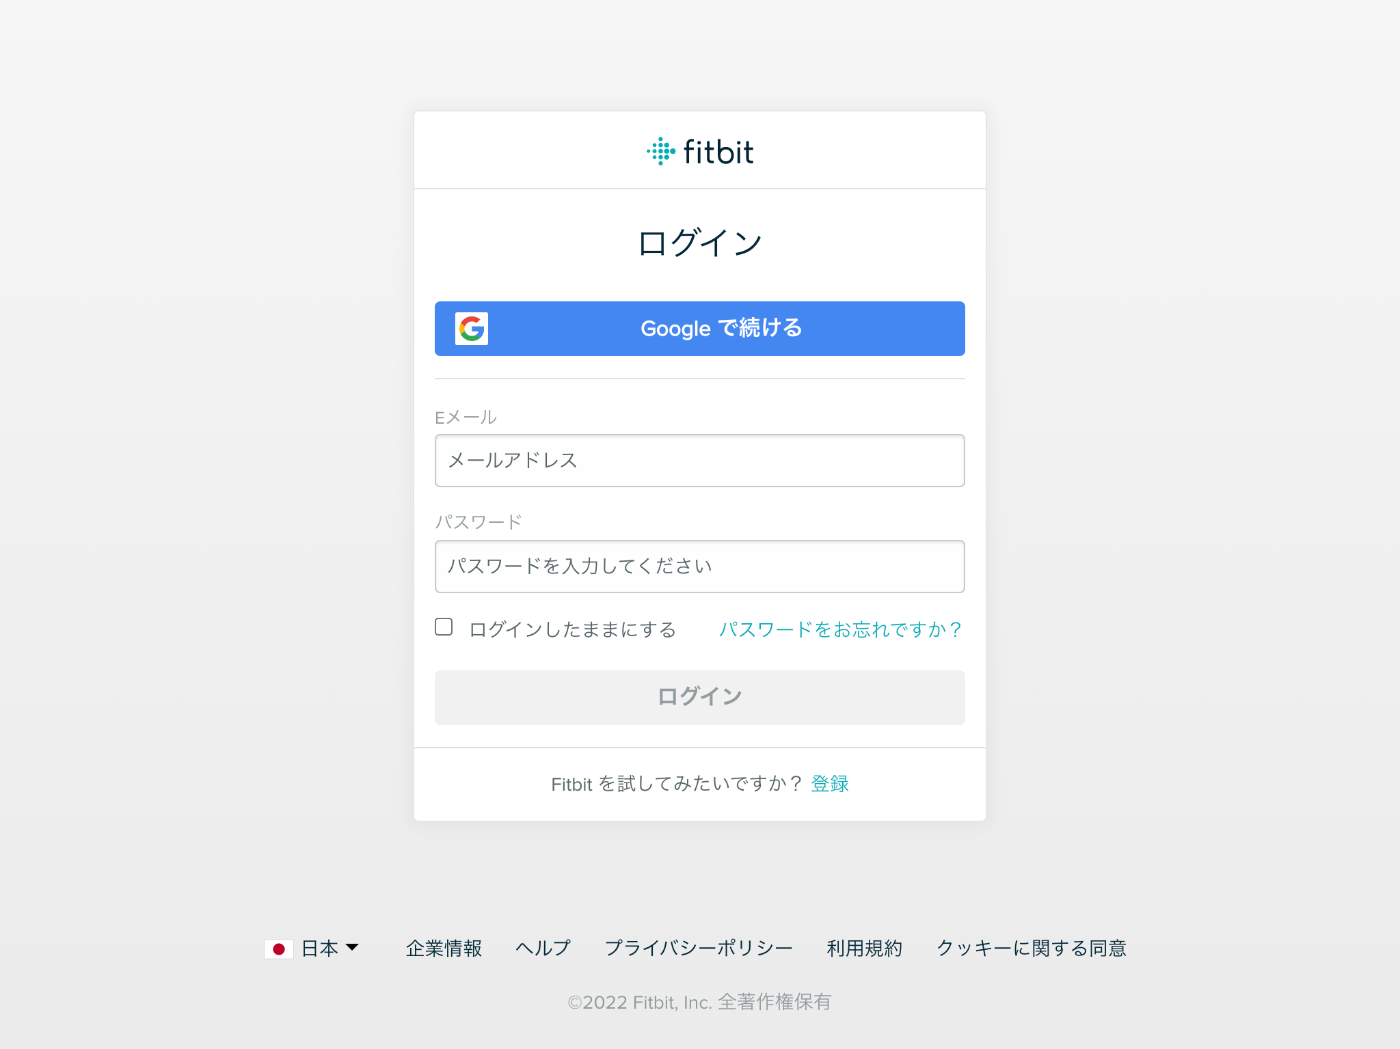 fitbit
ログイン
Google で続ける
Eメール
メールアドレス
パスワード
パスワードを入力してください
ログインしたままにする パスワードをお忘れですか？
ログイン
Fitbit を試してみたいですか？ 登録
日本 企業情報 ヘルプ プライバシーポリシー 利用規約 クッキーに関する同意
©2022 Fitbit, Inc. 全著作権保有